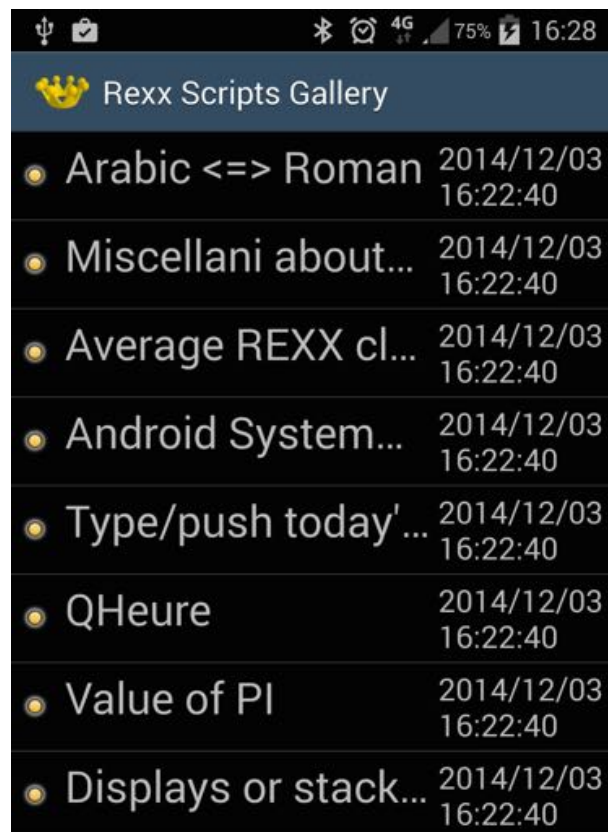 4G 75% 16:28
Rexx Scripts Gallery
Arabic <=> Roman 2014/12/03
16:22:40
Miscellani about... 2014/12/03
16:22:40
Average REXX cl... 2014/12/03
16:22:40
Android System... 2014/12/03
16:22:40
Type/push today'... 2014/12/03
16:22:40
QHeure 2014/12/03
16:22:40
Value of PI 2014/12/03
16:22:40
Displays or stack... 2014/12/03
16:22:40